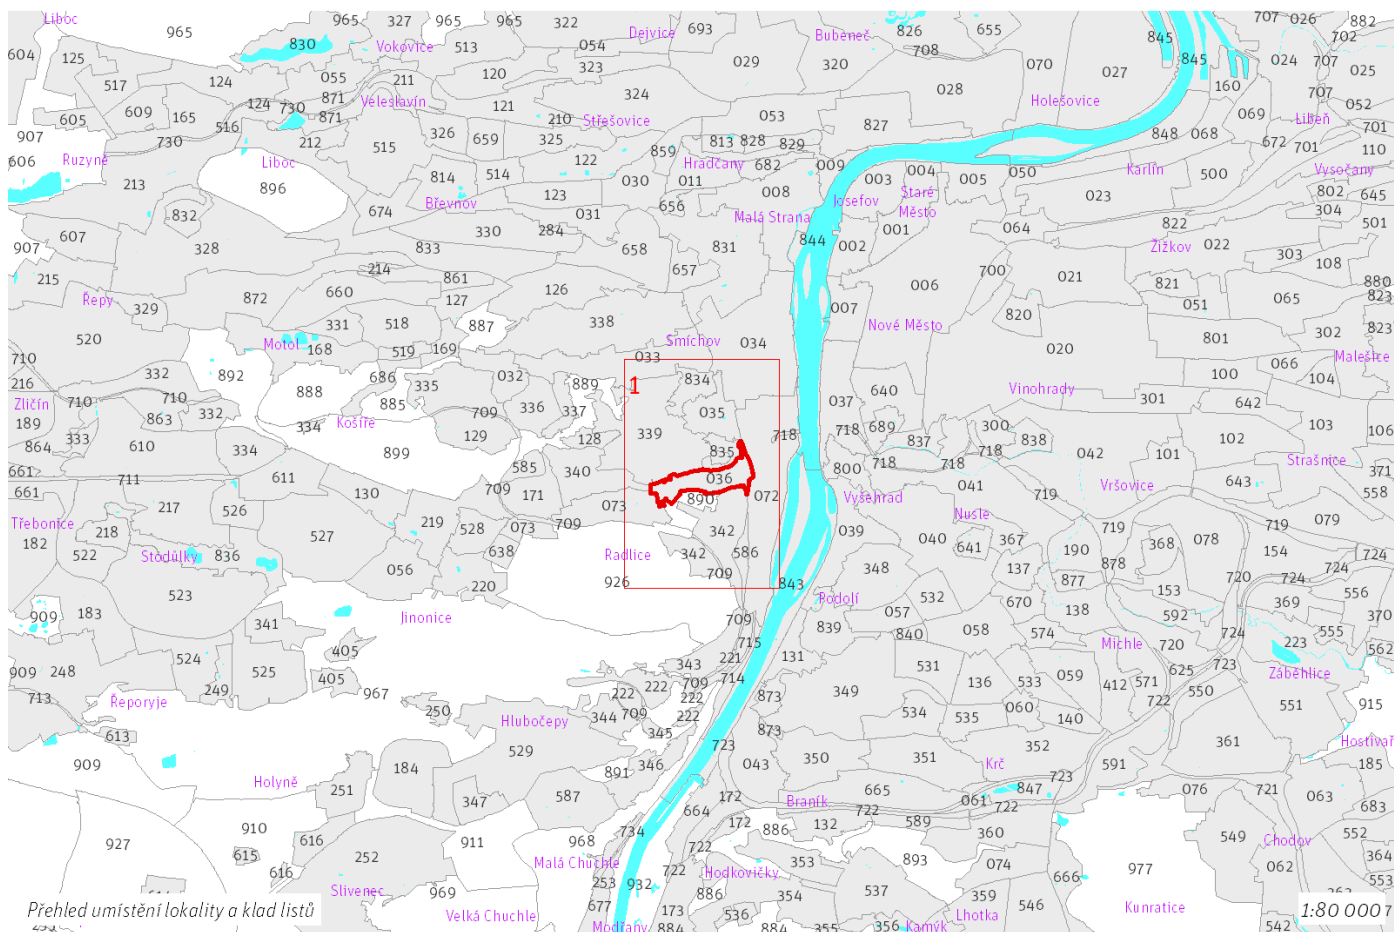 Liboc 965 327 965 965 322 Dejvice 693 Bubeneč 826 655 845 707 026 882
604 125 965 830 Vokovice 513 054 029 708 845 024 707 702
517 124 055 211 120 323 320 070 027 160 025
609 165 124 730 871 Veleslavín 121 324 028 Holešovice 069 707 052
605 516 871 210 Střešovice 053 827 848 068 Libeň 701
907 730 212 515 326 659 325 859 813 828 829 672 701 110
606 Ruzyně Liboc 122 Hradčany 682 009 004 050 Karlín 500 Vysočany
213 896 814 514 123 030 011 008 003 Staré 005 023 802 645
832 674 Břevnov 031 656 Malá Strana Josefov Město 822 304 501
607 330 284 001 064
907 328 833 658 831 844 002 Žižkov 022 303 108
215 214 861 657 006 700 021 821 880
Řepy 872 660 127 126 065 823
329 331 518 887 338 007 820 051
520 Motol 168 519 169 Smíchov 034 Nové Město 801 302 823
710 033 020 066 Malešice
216 332 892 686 335 032 889 1 834 640 Vinohrady 100 104
Zličín 710 710 888 885 709 336 337 035 037 301 642
189 863 332 334 Košíře 129 339 718 718 689 837 300 838 103 106
864 333 610 334 899 128 835 718 718 718 042 102 Strašnice
661 711 611 585 340 036 800 101 371
661 130 709 171 890 072 Vyšehrad 041 719 Vršovice 643 558
Třebonice 217 526 219 528 073 709 073 342 039 Nusle 719 719 079
182 218 527 638 Radlice 342 586 040 641 367 190 368 078 154 724
522 Stodůlky 836 056 220 926 709 843 348 137 877 878 720 724 724
523 Podolí 532 670 138 153 369 556
909 183 341 Jinonice 709 839 057 840 058 574 Michle 592 724 555 370
405 715 131 720 223 562
909 248 524 525 405 967 343 221 531 136 533 059 625 723 Záběhlice
713 249 222 222 709 714 873 349 412 571 722 550 915
Řeporyje 250 Hlubočepy 344 709 222 222 873 534 535 060 140 551
613 529 345 723 352 361 Hostivař
909 184 891 346 043 350 351 Krč 723 591 185
Holyně 251 347 587 172 Braník 665 061 847 722 076 721 063 683
927 910 616 911 968 734 664 172 886 132 722 589 360 549 Chodov 552
615 616 252 Malá Chuchle 722 722 Hodkovičky 353 893 074 666 977 062 364
Slivenec 969 253 932 886 354 537 359 553
Přehled umístění lokality a klad listů Velká Chuchle 677 173 536 Lhotka 546 Kunratice 1:80 000
Modřany 884 884 355 356 Kamýk 542